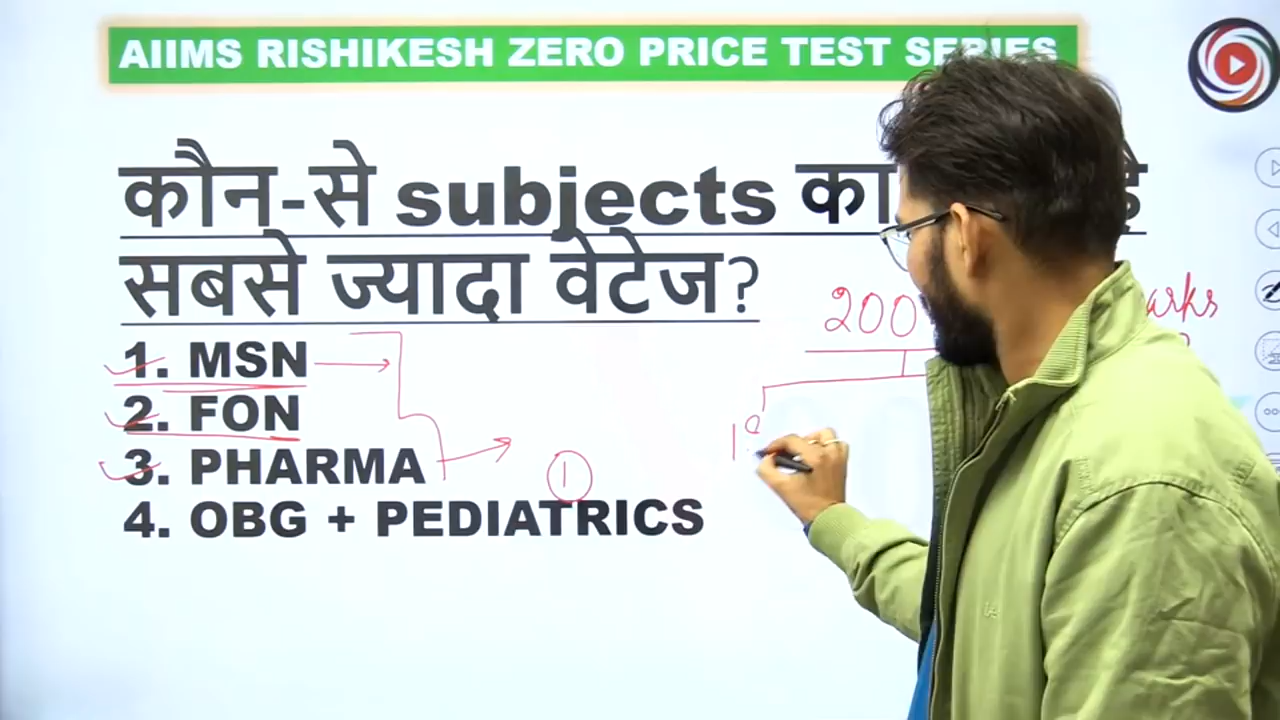 AIIMS RISHIKESH ZERO PRICE TEST SERIES
कौन-से subjects का
सबसे ज्यादा वेटेज?
200
1. MSN
2. FON
3. PHARMA
1
4. OBG + PEDIATRICS